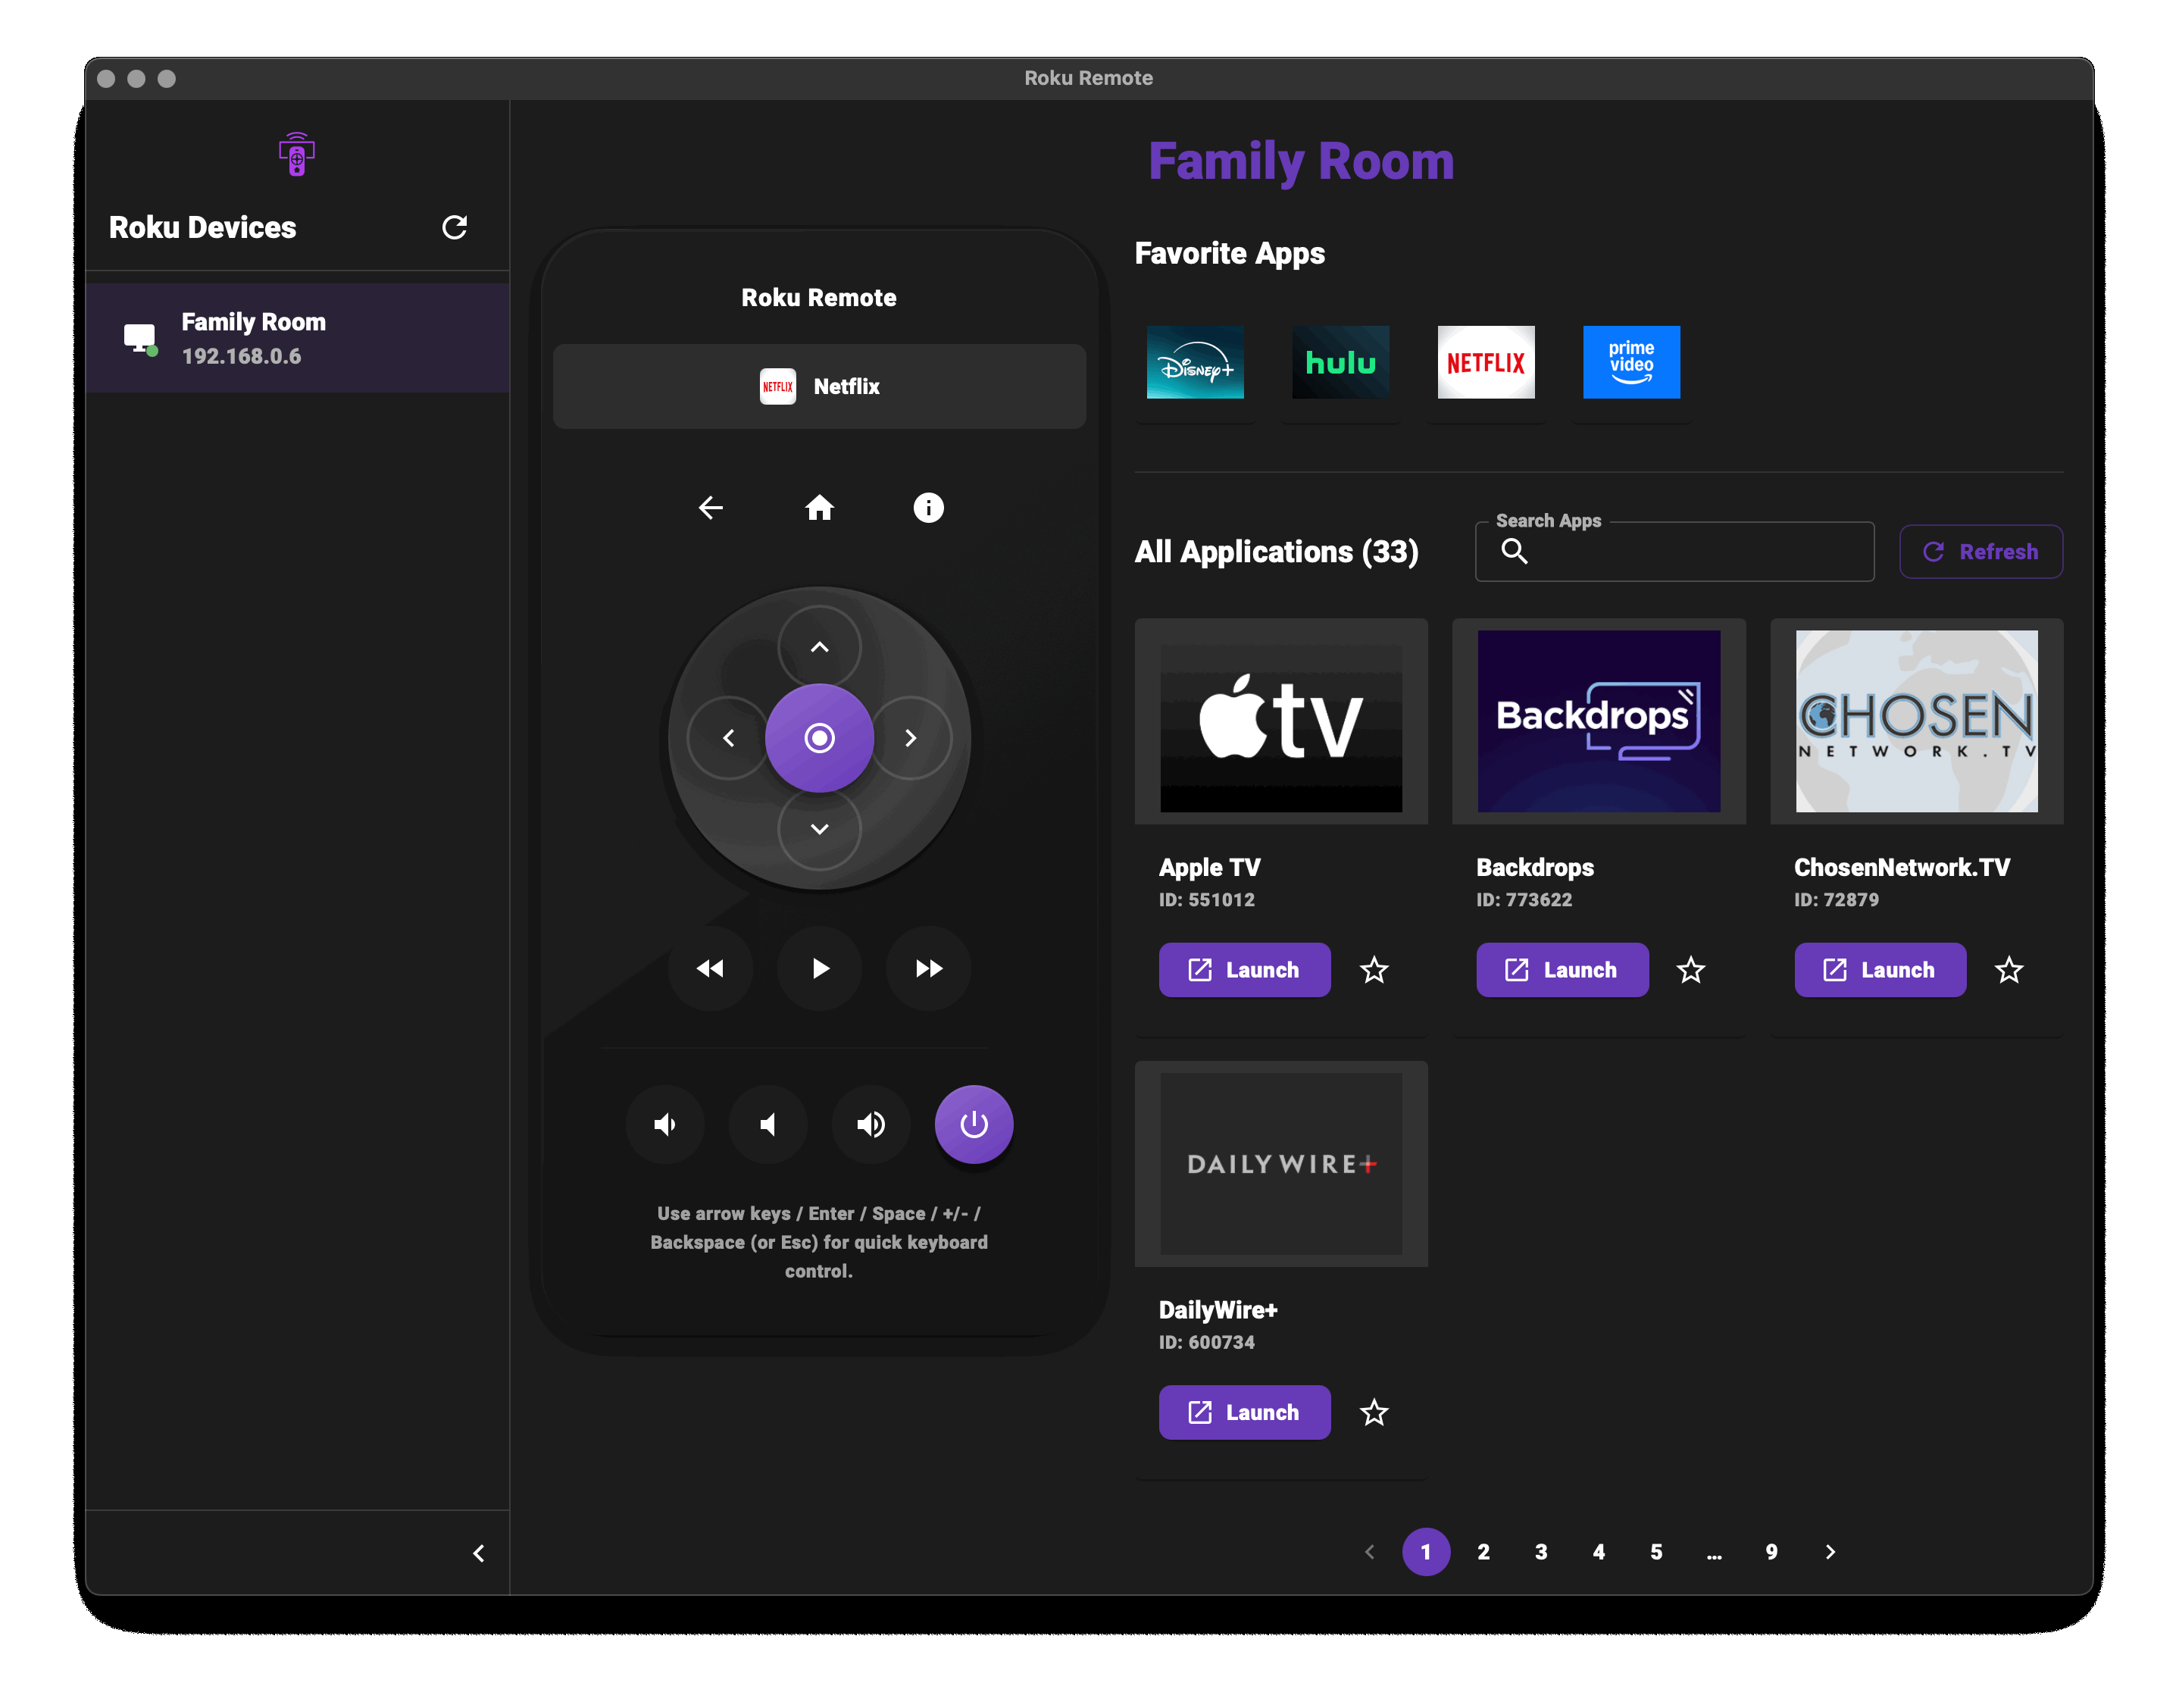 Roku Remote
Roku Devices
Family Room
192.168.0.6
Roku Remote
NETFLIX
Netflix
Use arrow keys / Enter / Space / +/- /
Backspace (or Esc) for quick keyboard
control.
Family Room
Favorite Apps
Disney+
hulu
NETFLIX
prime
video
All Applications (33)
Search Apps
Refresh
tv
Backdrops
CHOSEN
NETWORK.TV
Apple TV
Backdrops
ChosenNetwork.TV
ID: 551012
ID: 773622
ID: 72879
Launch
Launch
Launch
DAILYWIRE+
DailyWire+
ID: 600734
Launch
1 2 3 4 5 ... 9